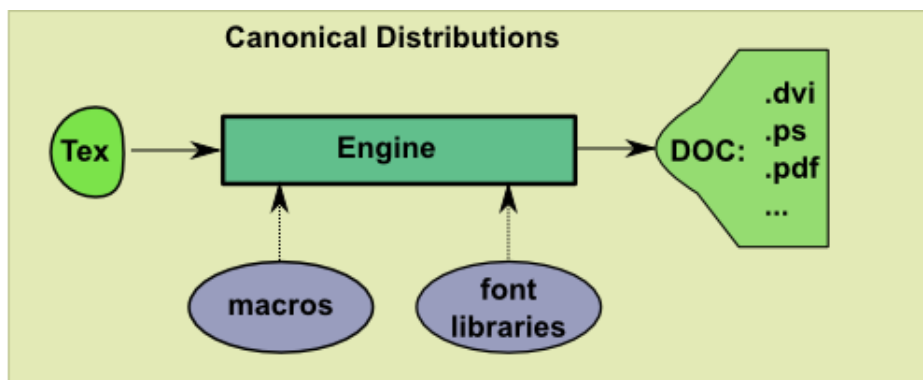 Canonical Distributions
Tex
Engine
DOC:
.dvi
.ps
.pdf
...
macros
font
libraries